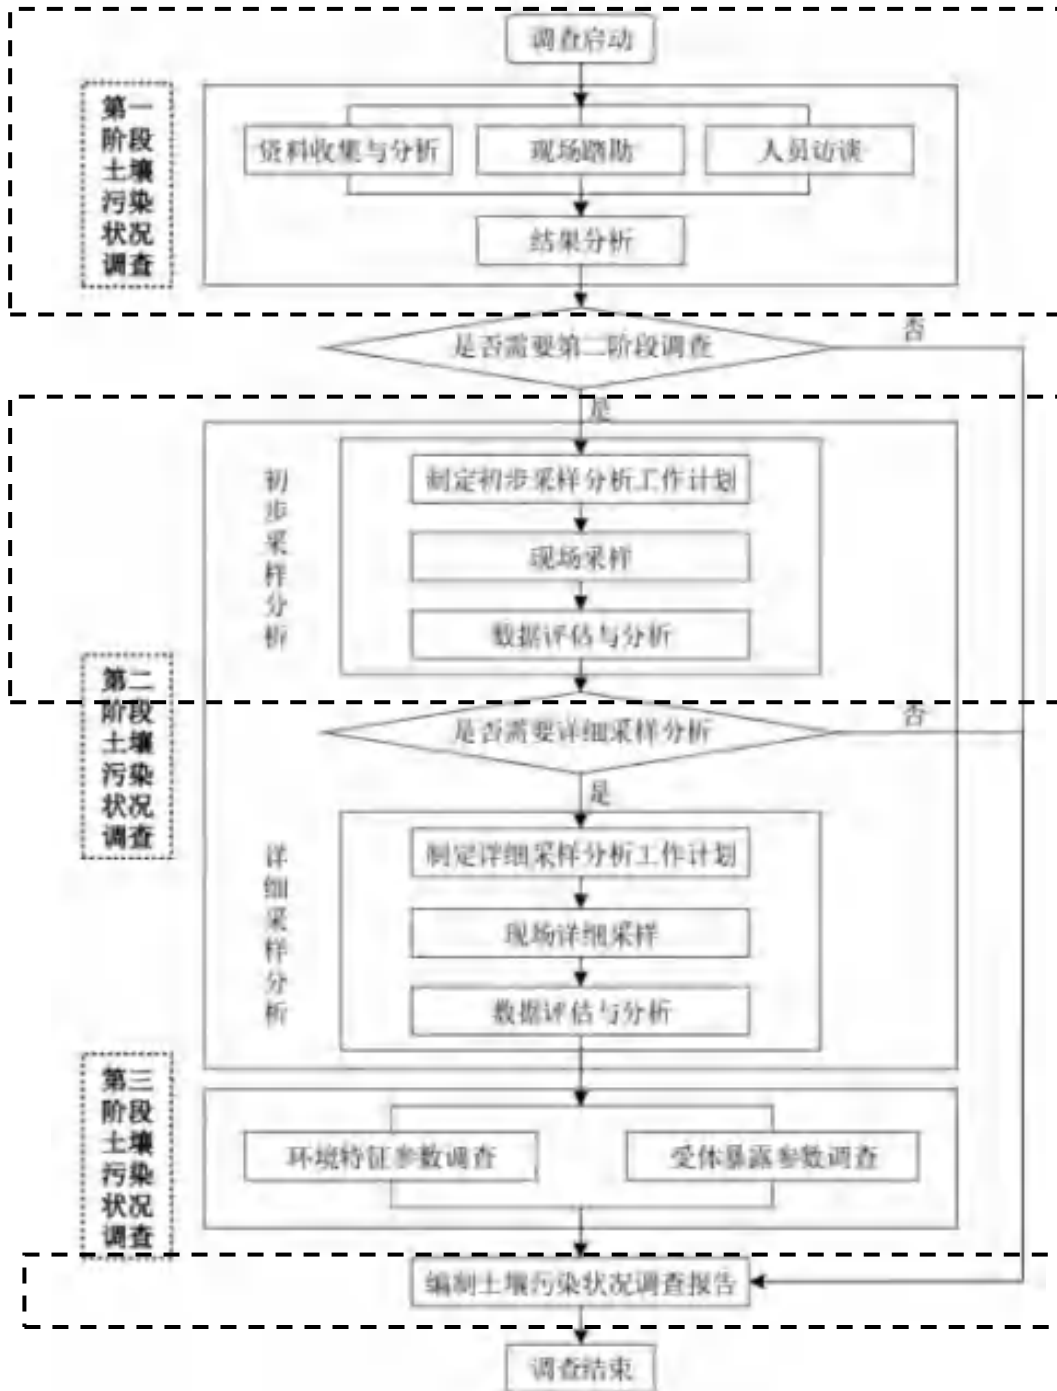 调查启动
第一
阶段
土壤
污染
状况
调查
资料收集与分析
现场踏勘
人员访谈
结果分析
是否需要第二阶段调查
否
是
初
步
采
样
分
析
制定初步采样分析工作计划
现场采样
数据评估与分析
第二
阶段
土壤
污染
状况
调查
是否需要详细采样分析
否
是
详
细
采
样
分
析
制定详细采样分析工作计划
现场详细采样
数据评估与分析
第三
阶段
土壤
污染
状况
调查
环境特征参数调查
受体暴露参数调查
编制土壤污染状况调查报告
调查结束